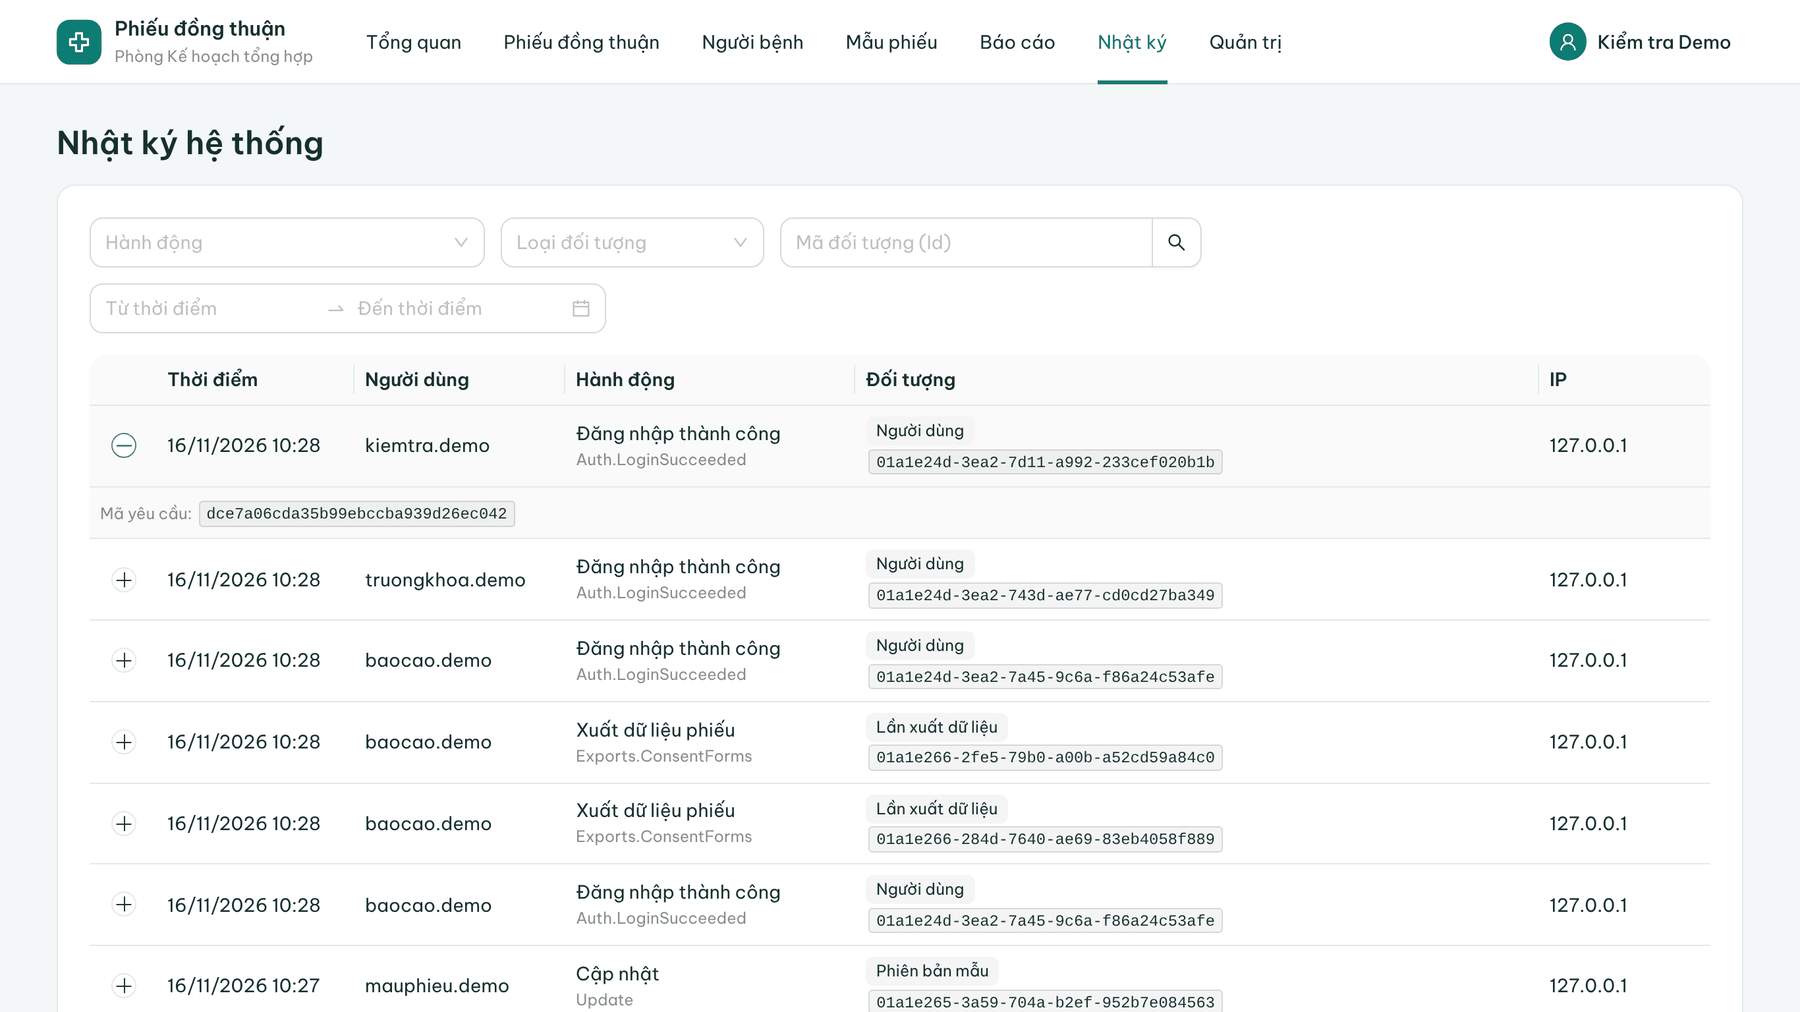 Phiếu đồng thuận
Phòng Kế hoạch tổng hợp
Tổng quan
Phiếu đồng thuận
Người bệnh
Mẫu phiếu
Báo cáo
Nhật ký
Quản trị
Kiểm tra Demo
Nhật ký hệ thống
Hành động
Loại đối tượng
Mã đối tượng (Id)
Từ thời điểm → Đến thời điểm
Thời điểm Người dùng Hành động Đối tượng IP
16/11/2026 10:28 kiemtra.demo Đăng nhập thành công Auth.LoginSucceeded Người dùng 01a1e24d-3ea2-7d11-a992-233cef020b1b 127.0.0.1
Mã yêu cầu: dce7a06cda35b99ebccba939d26ec042
16/11/2026 10:28 truongkhoa.demo Đăng nhập thành công Auth.LoginSucceeded Người dùng 01a1e24d-3ea2-743d-ae77-cd0cd27ba349 127.0.0.1
16/11/2026 10:28 baocao.demo Đăng nhập thành công Auth.LoginSucceeded Người dùng 01a1e24d-3ea2-7a45-9c6a-f86a24c53afe 127.0.0.1
16/11/2026 10:28 baocao.demo Xuất dữ liệu phiếu Exports.ConsentForms Lần xuất dữ liệu 01a1e266-2fe5-79b0-a00b-a52cd59a84c0 127.0.0.1
16/11/2026 10:28 baocao.demo Xuất dữ liệu phiếu Exports.ConsentForms Lần xuất dữ liệu 01a1e266-284d-7640-ae69-83eb4058f889 127.0.0.1
16/11/2026 10:28 baocao.demo Đăng nhập thành công Auth.LoginSucceeded Người dùng 01a1e24d-3ea2-7a45-9c6a-f86a24c53afe 127.0.0.1
16/11/2026 10:27 mauphieu.demo Cập nhật Update Phiên bản mẫu 01a1e265-3a59-704a-b2ef-952b7e084563 127.0.0.1